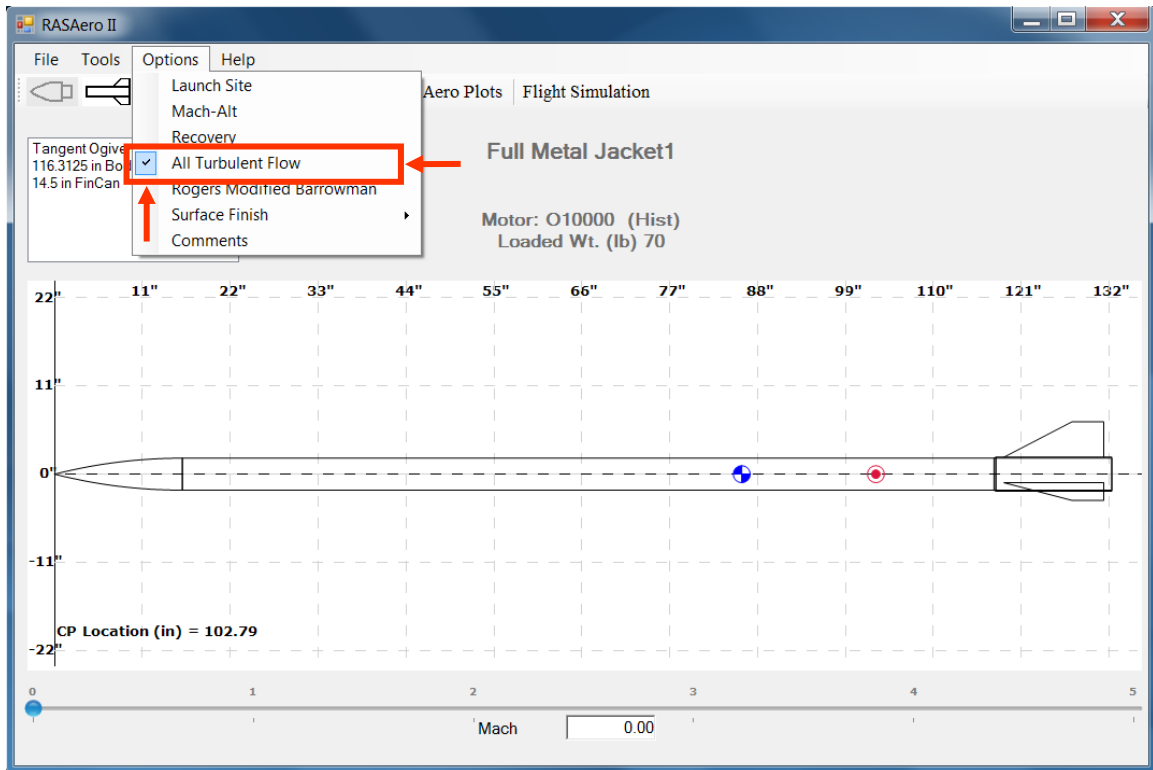 RASAero II
File Tools Options Help
Launch Site
Mach-Alt
Recovery
All Turbulent Flow
Rogers Modified Barrowman
Surface Finish
Comments
Aero Plots Flight Simulation
Tangent Ogive
116.3125 in
14.5 in FinCan
Full Metal Jacket1
Motor: O10000 (Hist)
Loaded Wt. (lb) 70
22" 11" 22" 33" 44" 55" 66" 77" 88" 99" 110" 121" 132"
11"
0"
-11"
CP Location (in) = 102.79
-22"
0 1 2 3 4 5
Mach 0.00